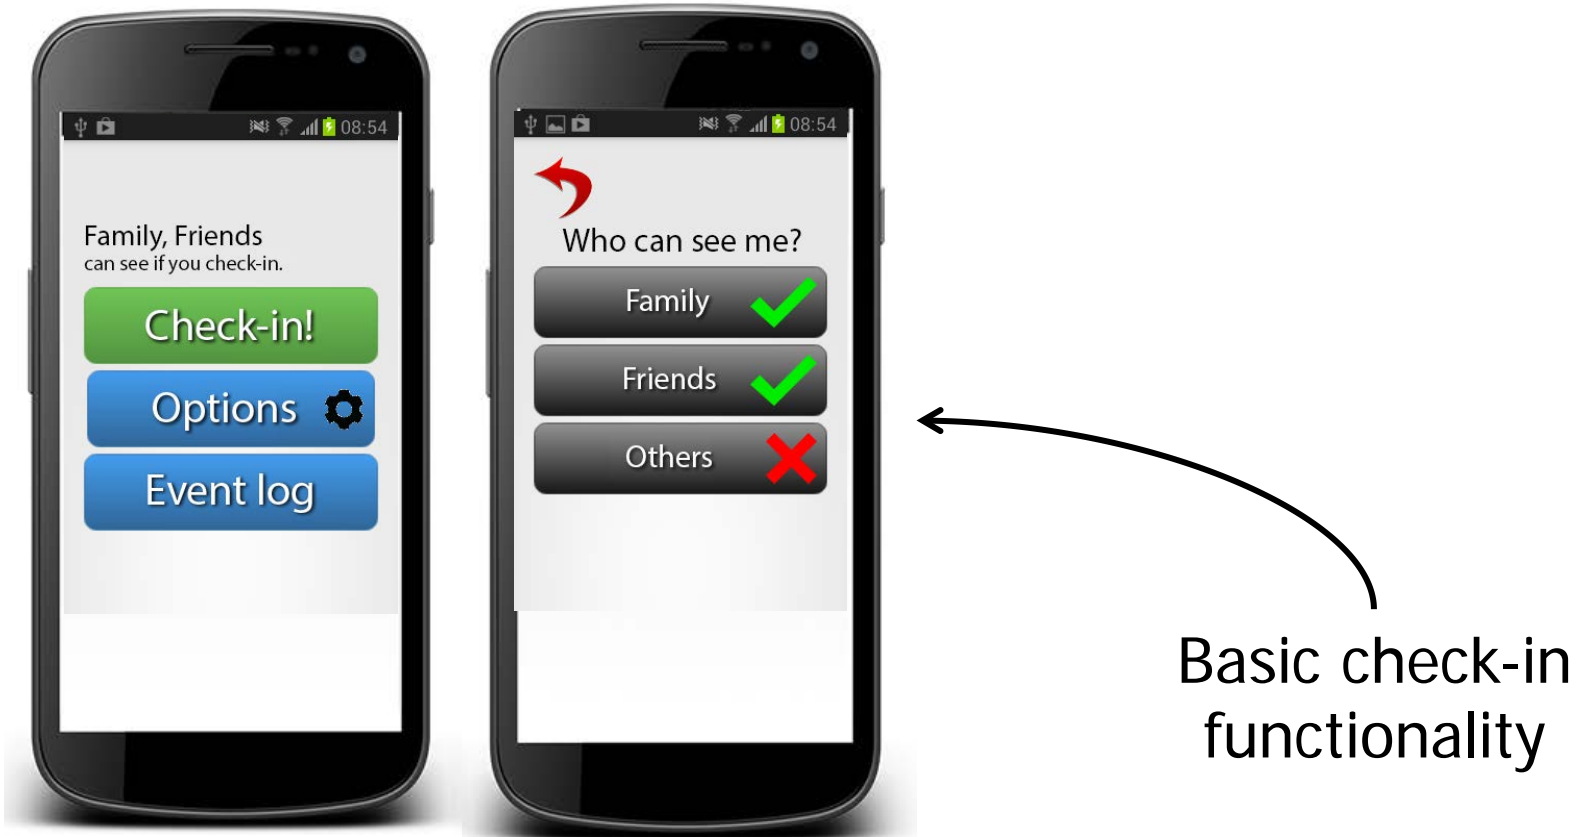 08:54
Family, Friends
can see if you check-in.
Check-in!
Options
Event log
08:54
Who can see me?
Family
Friends
Others
Basic check-in
functionality